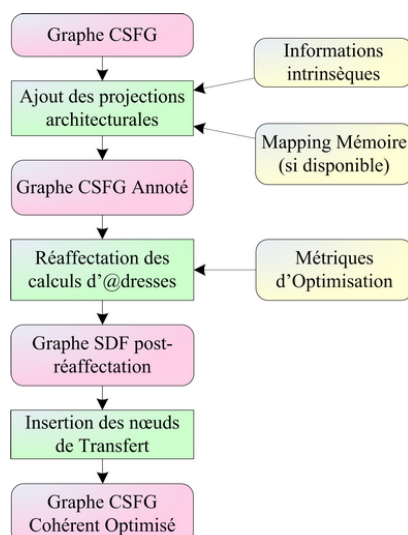 Graphe CSFG
Informations
intrinsèques
Ajout des projections
architecturales
Mapping Mémoire
(si disponible)
Graphe CSFG Annoté
Réaffectation des
calculs d'@dresses
Métriques
d'Optimisation
Graphe SDF post-
réaffectation
Insertion des nœuds
de Transfert
Graphe CSFG
Cohérent Optimisé